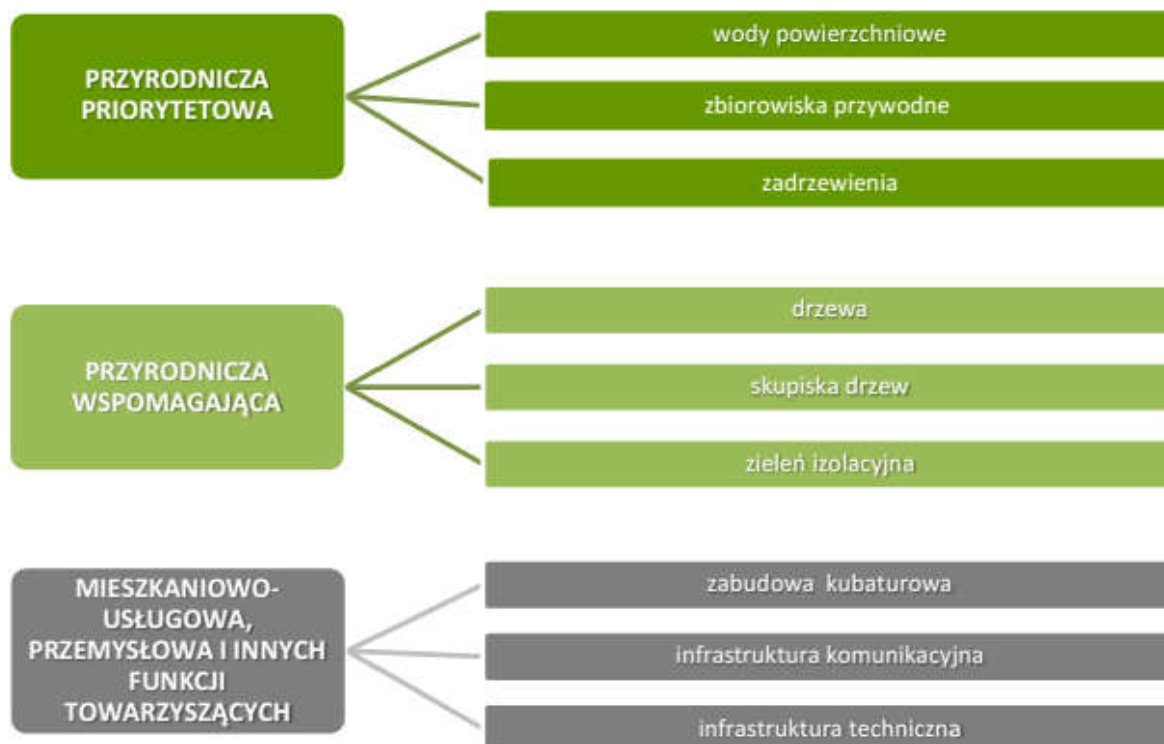 PRZYRODNICZA
PRIORYTETOWA
wody powierzchniowe
zbiorowiska przywodne
zadrzewienia
PRZYRODNICZA
WSPOMAGAJĄCA
drzewa
skupiska drzew
zieleń izolacyjna
MIESZKANIOWO-
USŁUGOWA,
PRZEMYSŁOWA I INNYCH
FUNKCJI
TOWARZYSZĄCYCH
zabudowa kubaturowa
infrastruktura komunikacyjna
infrastruktura techniczna